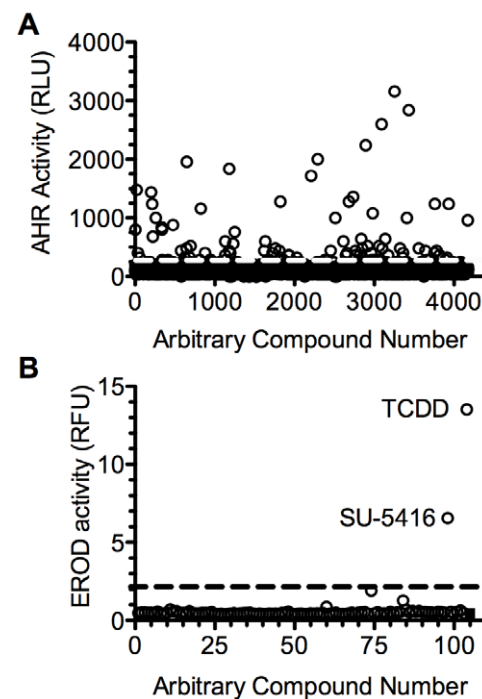 A
AHR Activity (RLU)
4000
3000
2000
1000
0
0 1000 2000 3000 4000
Arbitrary Compound Number
B
EROD activity (RFU)
15
10
5
0
TCDD
SU-5416
0 25 50 75 100
Arbitrary Compound Number